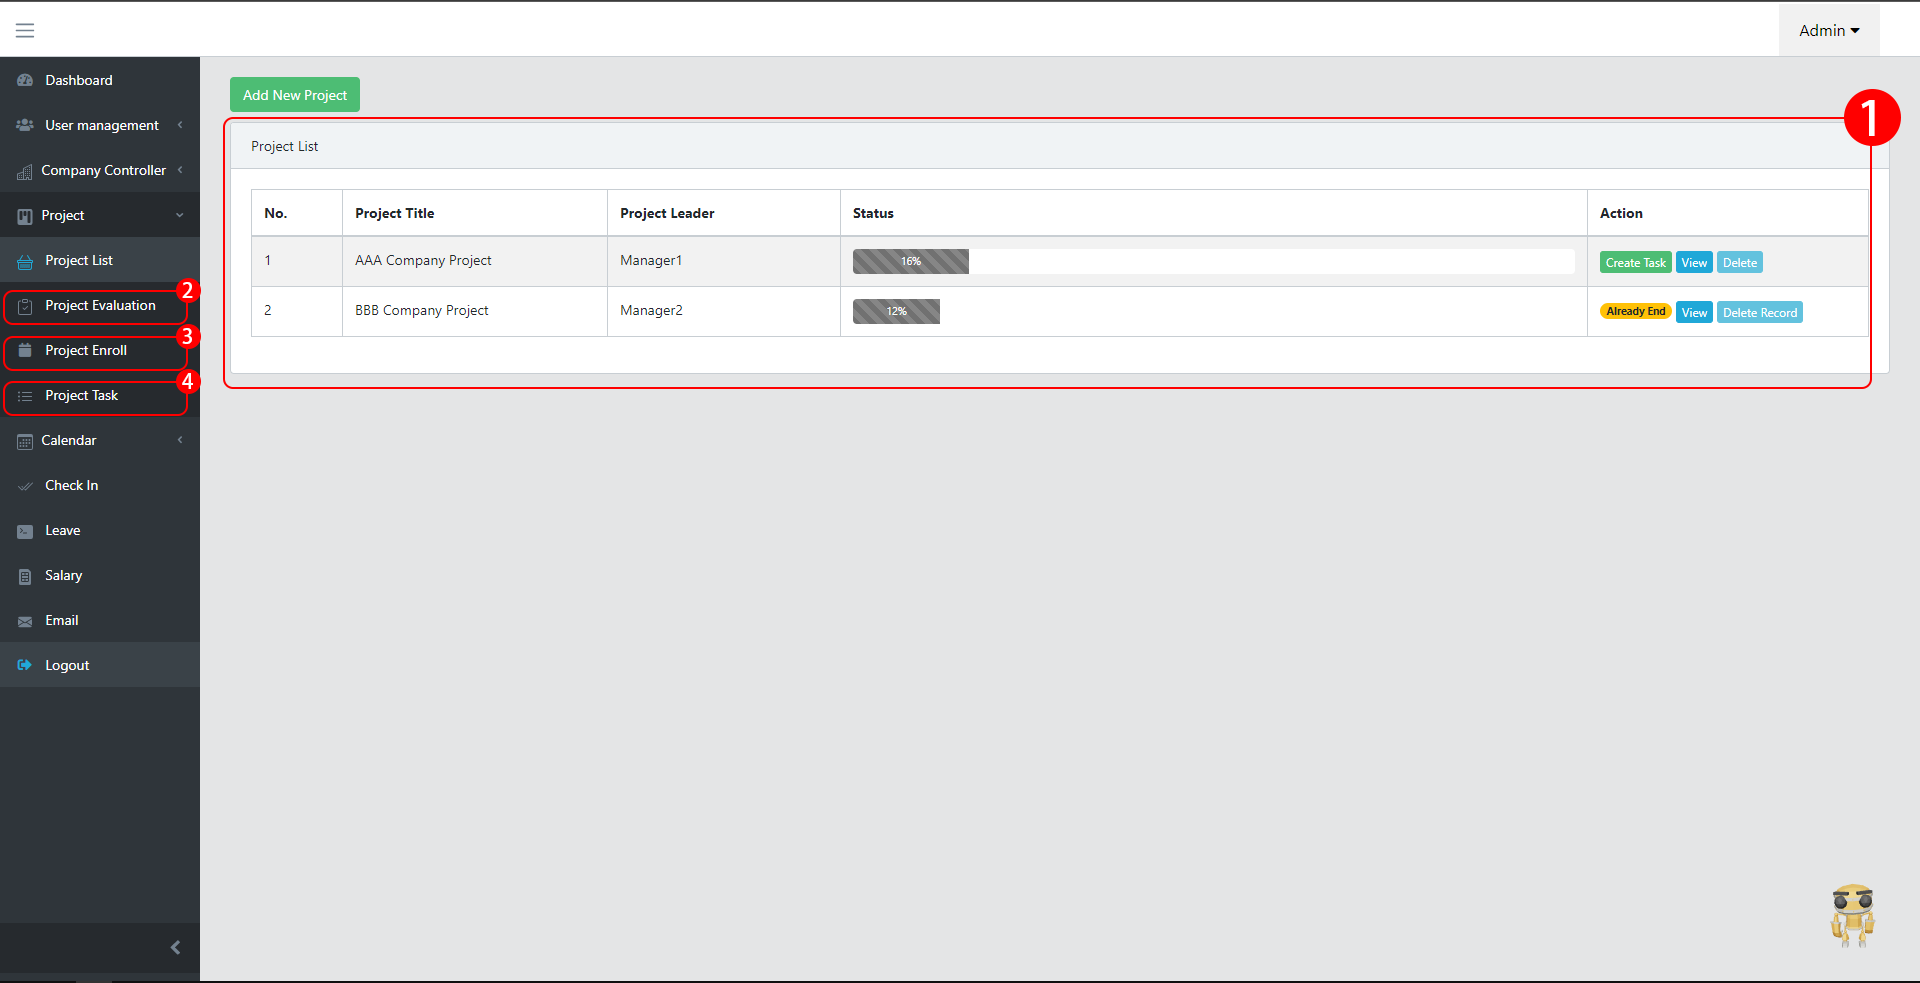 Admin
Dashboard
User management
Company Controller
Project
Project List
Project Evaluation
2
Project Enroll
3
Project Task
4
Calendar
Check In
Leave
Salary
Email
Logout
Add New Project
1
Project List
No. Project Title Project Leader Status Action
1 AAA Company Project Manager1 16% Create Task View Delete
2 BBB Company Project Manager2 12% Already End View Delete Record